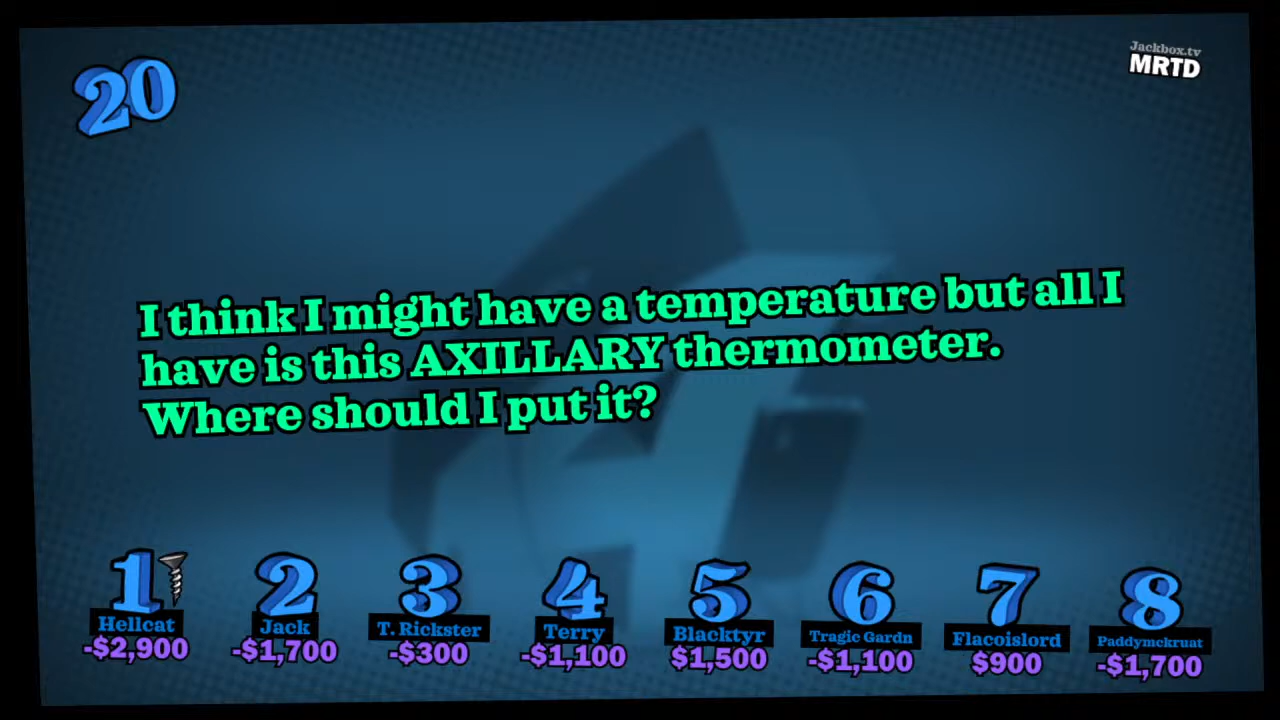 20
Jackbox.tv
MRTD
I think I might have a temperature but all I
have is this AXILLARY thermometer.
Where should I put it?
1 2 3 4 5 6 7 8
Hellcat Jack T. Rickster Terry Blacktyr Tragic Gardn Flacoislord Paddymckruat
-$2,900 -$1,700 -$300 -$1,100 $1,500 -$1,100 $900 -$1,700